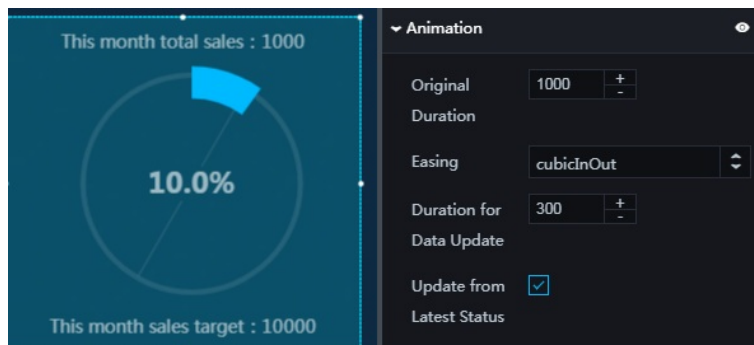 This month total sales : 1000
10.0%
This month sales target : 10000
Animation
Original
Duration
1000
+
-
Easing
cubicInOut
Duration for
Data Update
300
+
-
Update from
Latest Status